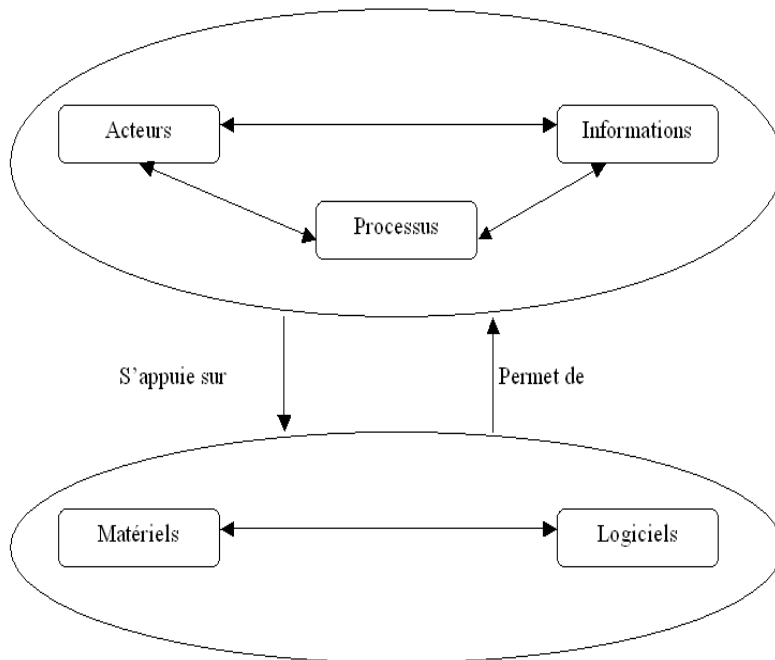 Acteurs
Informations
Processus
S’appuie sur
Permet de
Matériels
Logiciels